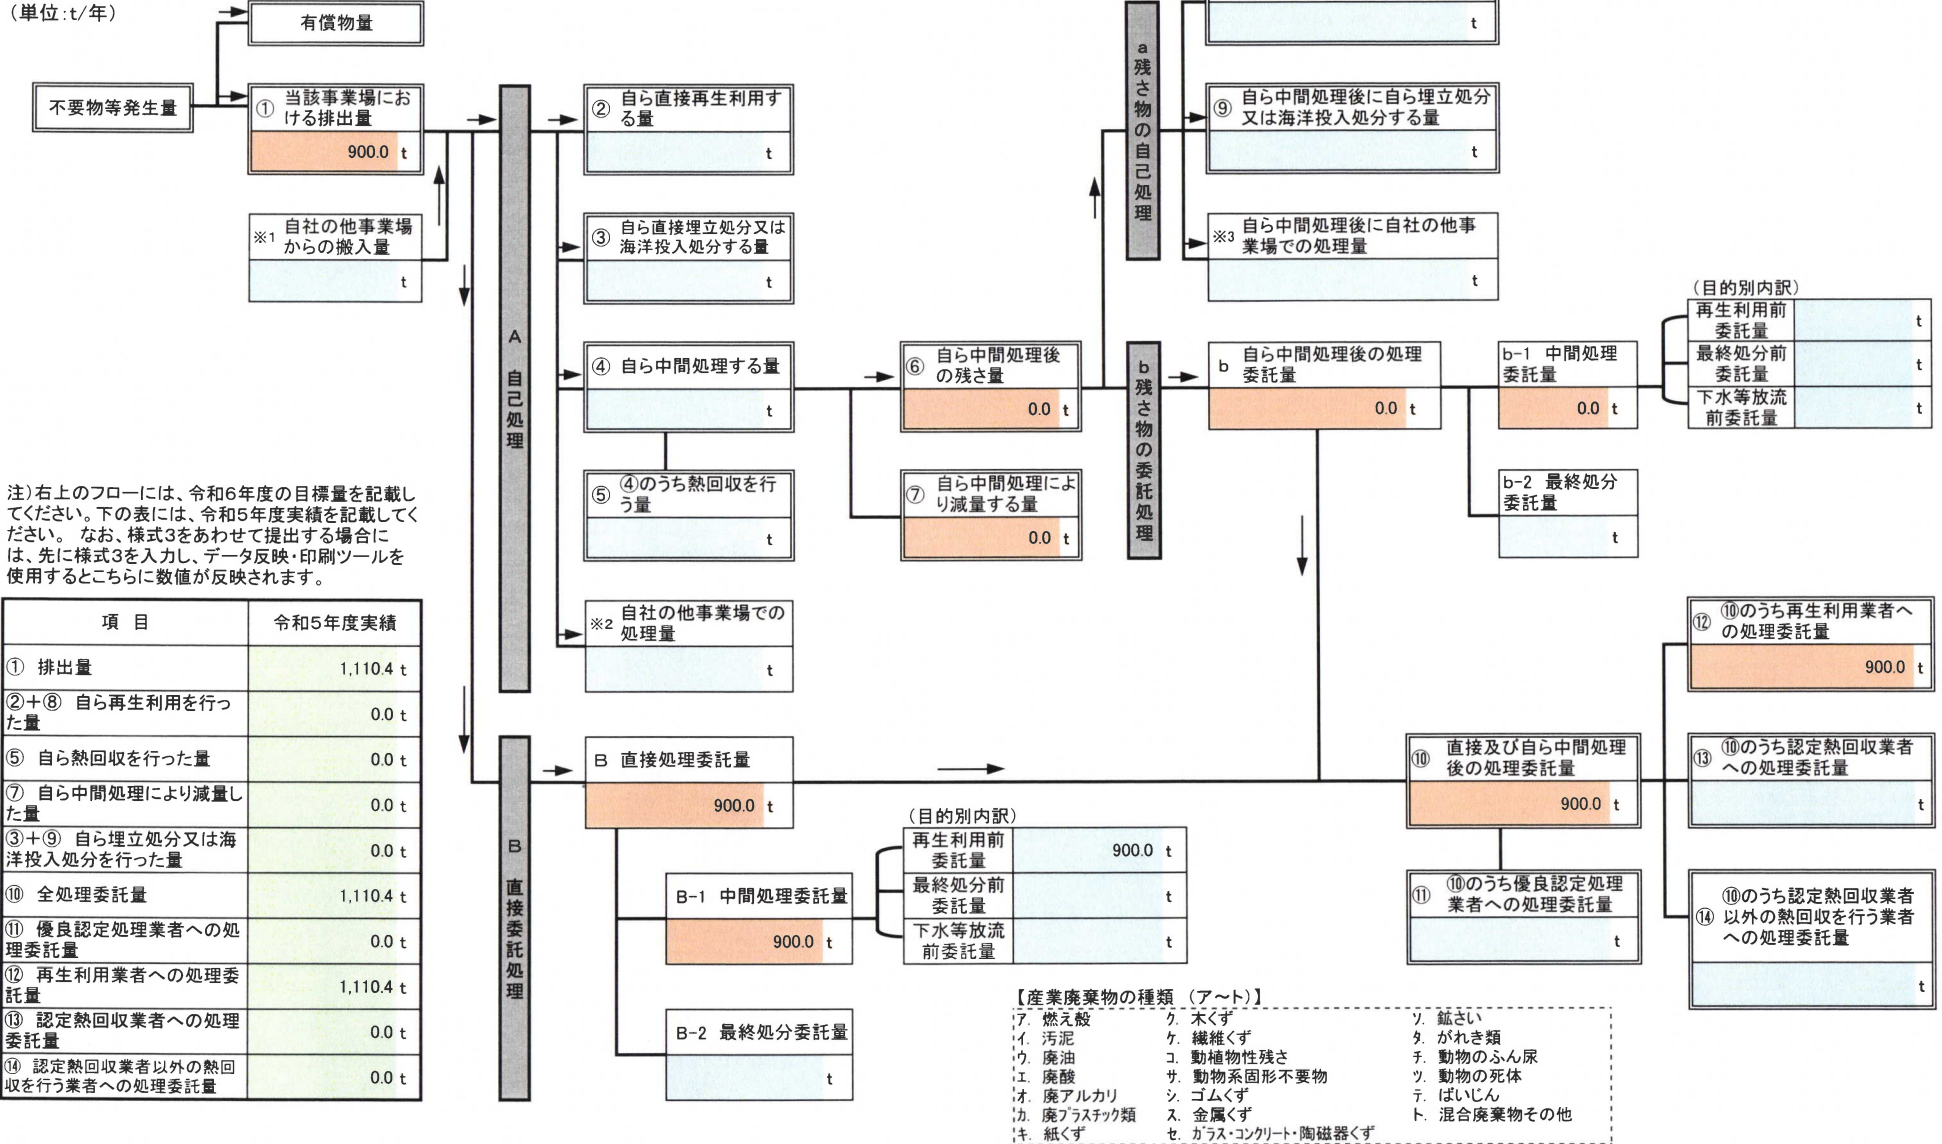 (単位:t/年)
有償物量
t
不要物等発生量
① 当該事業場にお
ける排出量
900.0 t
※1 自社の他事業場
からの搬入量
t
A 自己処理
② 自ら直接再生利用す
る量
t
③ 自ら直接埋立処分又は
海洋投入処分する量
t
④ 自ら中間処理する量
t
⑤ ④のうち熱回収を行
う量
t
※2 自社の他事業場での
処理量
t
⑥ 自ら中間処理後
の残さ量
0.0 t
⑦ 自ら中間処理によ
り減量する量
0.0 t
a残さ物の自己処理
⑨ 自ら中間処理後に自ら埋立処分
又は海洋投入処分する量
t
※3 自ら中間処理後に自社の他事
業場での処理量
t
b残さ物の委託処理
b 自ら中間処理後の処理
委託量
0.0 t
b-1 中間処理
委託量
0.0 t
(目的別内訳)
再生利用前
委託量
t
最終処分前
委託量
t
下水等放流
前委託量
t
b-2 最終処分
委託量
t
注)右上のフローには、令和6年度の目標量を記載し
てください。下の表には、令和5年度実績を記載してく
ださい。 なお、様式3をあわせて提出する場合に
は、先に様式3を入力し、データ反映・印刷ツールを
使用するとこちらに数値が反映されます。
項 目 令和5年度実績
① 排出量 1,110.4 t
②+⑧ 自ら再生利用を行っ
た量 0.0 t
⑤ 自ら熱回収を行った量 0.0 t
⑦ 自ら中間処理により減量し
た量 0.0 t
③+⑨ 自ら埋立処分又は海
洋投入処分を行った量 0.0 t
⑩ 全処理委託量 1,110.4 t
⑪ 優良認定処理業者への処
理委託量 0.0 t
⑫ 再生利用業者への処理委
託量 1,110.4 t
⑬ 認定熱回収業者への処理
委託量 0.0 t
⑭ 認定熱回収業者以外の熱回
収を行う業者への処理委託量 0.0 t
B 直接委託処理
B 直接処理委託量
900.0 t
B-1 中間処理委託量
900.0 t
(目的別内訳)
再生利用前
委託量
900.0 t
最終処分前
委託量
t
下水等放流
前委託量
t
B-2 最終処分委託量
t
⑩ 直接及び自ら中間処理
後の処理委託量
900.0 t
⑪ ⑩のうち優良認定処理
業者への処理委託量
t
⑫ ⑩のうち再生利用業者へ
の処理委託量
900.0 t
⑬ ⑩のうち認定熱回収業者
への処理委託量
t
⑭ ⑩のうち認定熱回収業者
以外の熱回収を行う業者
への処理委託量
t
【産業廃棄物の種類 (ア~ト)】
ア. 燃え殻 ク. 木くず ソ. 鉱さい
イ. 汚泥 ケ. 繊維くず タ. がれき類
ウ. 廃油 コ. 動植物性残さ チ. 動物のふん尿
エ. 廃酸 サ. 動物系固形不要物 ツ. 動物の死体
オ. 廃アルカリ シ. ゴムくず テ. ばいじん
カ. 廃プラスチック類 ス. 金属くず ト. 混合廃棄物その他
キ. 紙くず セ. ガラス・コンクリート・陶磁器くず